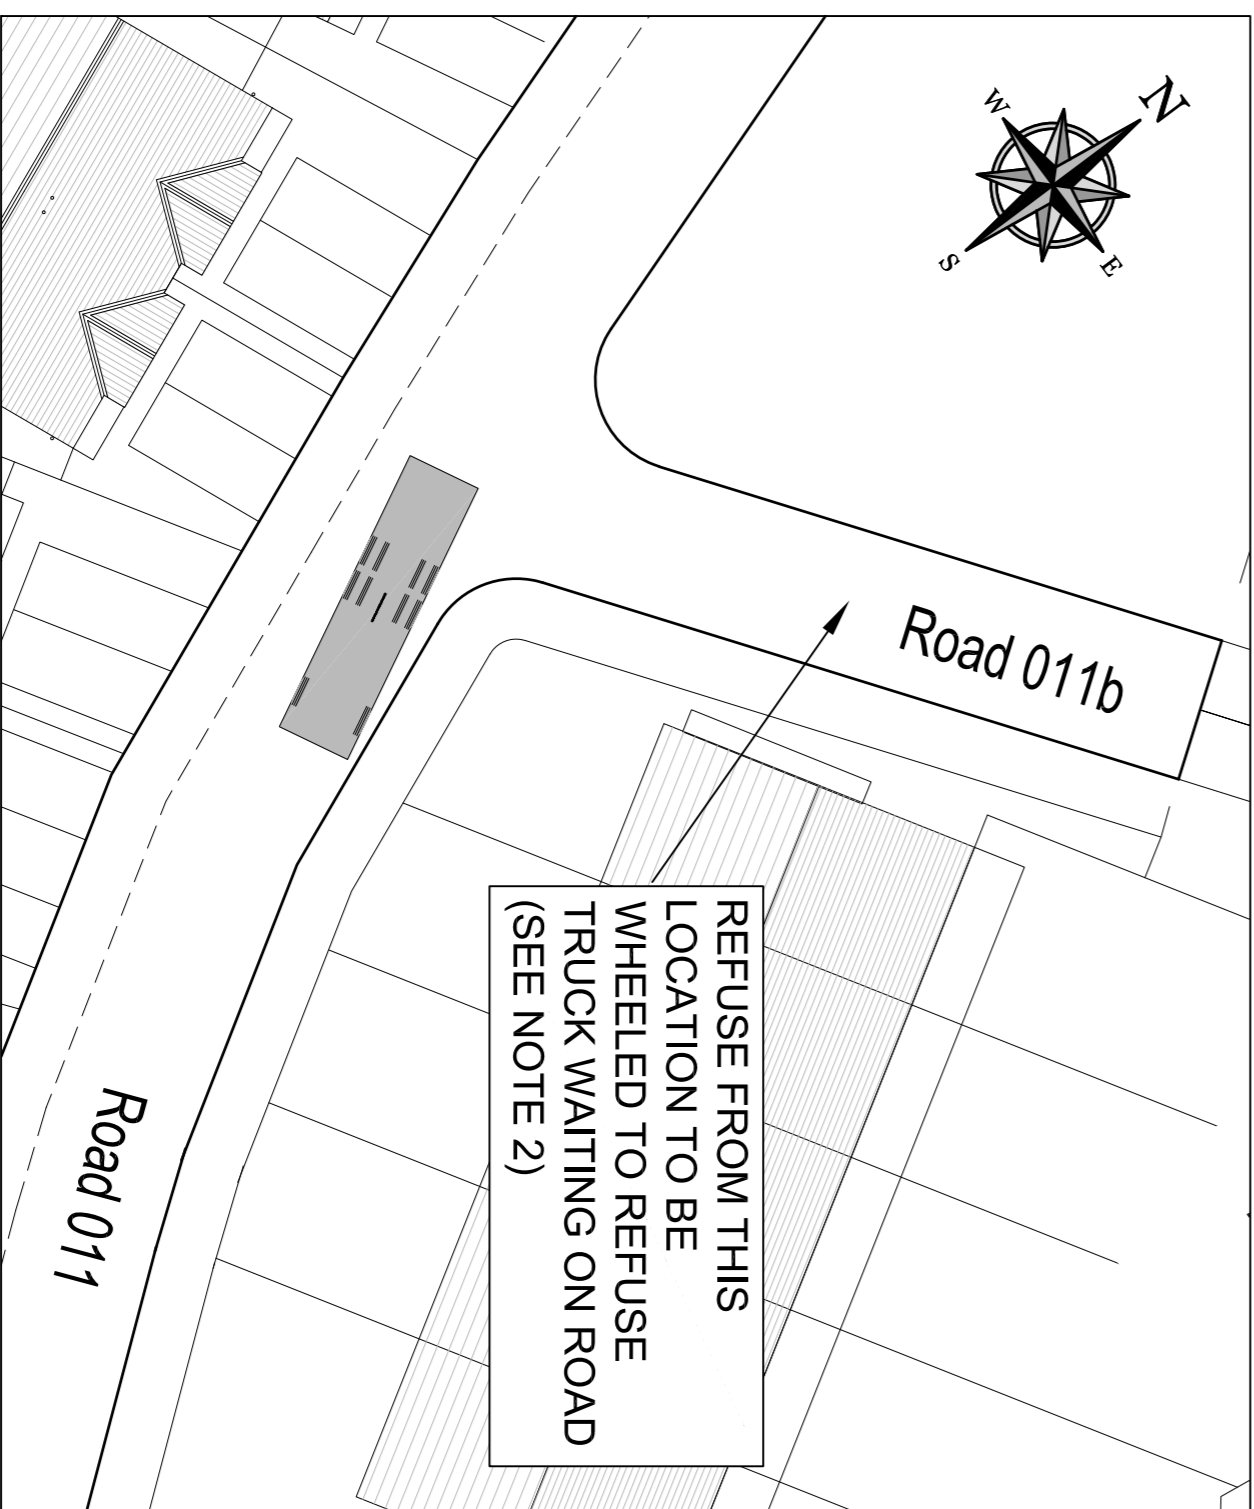 N
W
E
S
Road 011b
REFUSE FROM THIS
LOCATION TO BE
WHEELED TO REFUSE
TRUCK WAITING ON ROAD
(SEE NOTE 2)
Road 011